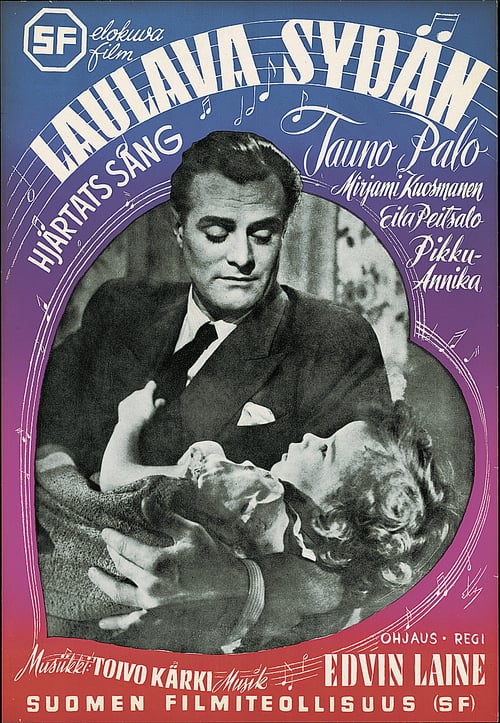 SF
elokuva
film
LAULAVA SYDÄN
HJÄRTATS SÅNG
Tauno Palo
Mirjami Kuosmanen
Eila Peitsalo
Pikku-
Annika
OHJAUS · REGI
Musiikki: TOIVO KÄRKI Musik
EDVIN LAINE
SUOMEN FILMITEOLLISUUS (SF)